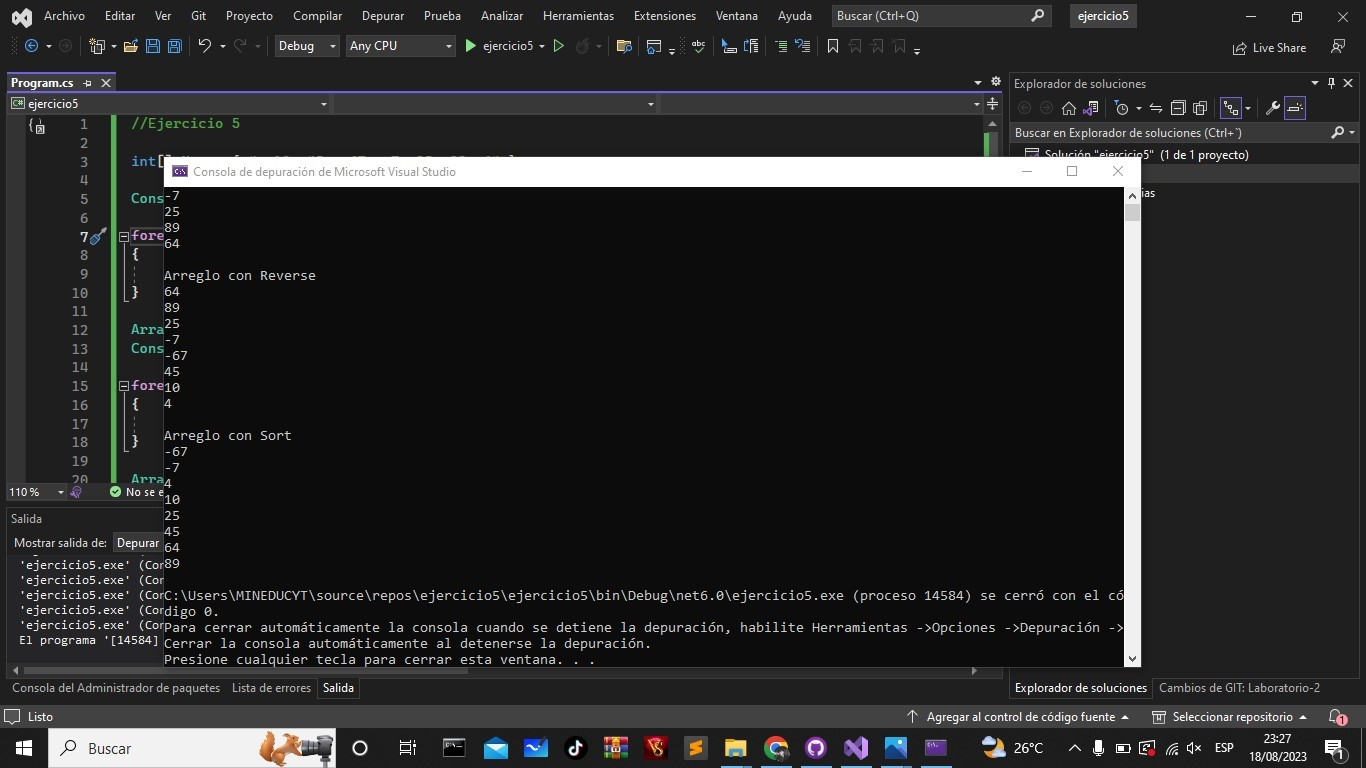 Archivo Editar Ver Git Proyecto Compilar Depurar Prueba Analizar Herramientas Extensiones Ventana Ayuda Buscar (Ctrl+Q) ejercicio5
Debug Any CPU ejercicio5 Live Share
Program.cs
ejercicio5
1 //Ejercicio 5
2
3 int[]
4
5 Cons
6
7 fore
8 {
9
10 }
11
12 Arra
13 Cons
14
15 fore
16 {
17
18 }
19
20 Arra
110 % No se e
Explorador de soluciones
Buscar en Explorador de soluciones (Ctrl+¨)
Solución "ejercicio5" (1 de 1 proyecto)
ias
Consola de depuración de Microsoft Visual Studio
-7
25
89
64
Arreglo con Reverse
64
89
25
-7
-67
45
10
4
Arreglo con Sort
-67
-7
4
10
25
45
64
89
C:\Users\MINEDUCYT\source\repos\ejercicio5\ejercicio5\bin\Debug\net6.0\ejercicio5.exe (proceso 14584) se cerró con el có
digo 0.
Para cerrar automáticamente la consola cuando se detiene la depuración, habilite Herramientas ->Opciones ->Depuración ->
Cerrar la consola automáticamente al detenerse la depuración.
Presione cualquier tecla para cerrar esta ventana. . .
Salida
Mostrar salida de: Depurar
'ejercicio5.exe' (Cor
'ejercicio5.exe' (Cor
'ejercicio5.exe' (Cor
'ejercicio5.exe' (Cor
'ejercicio5.exe' (Cor
El programa '[14584]
Consola del Administrador de paquetes Lista de errores Salida
Explorador de soluciones Cambios de GIT: Laboratorio-2
Listo Agregar al control de código fuente Seleccionar repositorio 1
Buscar 26°C ESP 23:27
18/08/2023 1